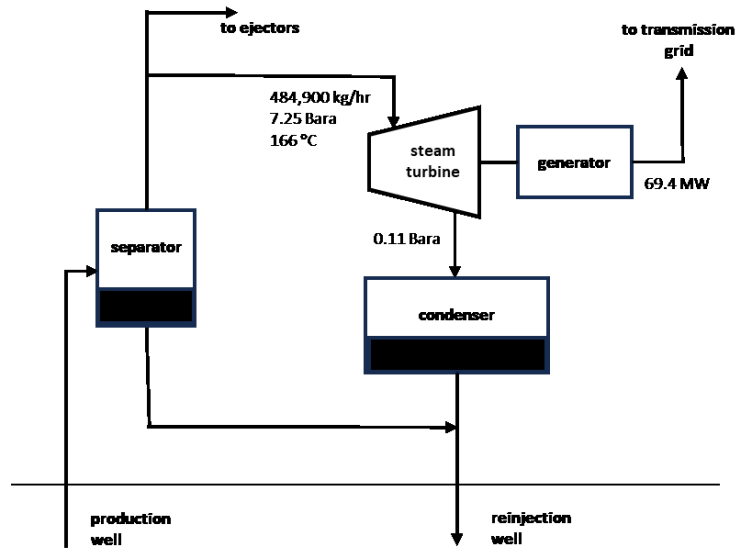 to ejectors
to transmission
grid
484,900 kg/hr
7.25 Bara
166 °C
steam
turbine
generator
69.4 MW
separator
0.11 Bara
condenser
production
well
reinjection
well